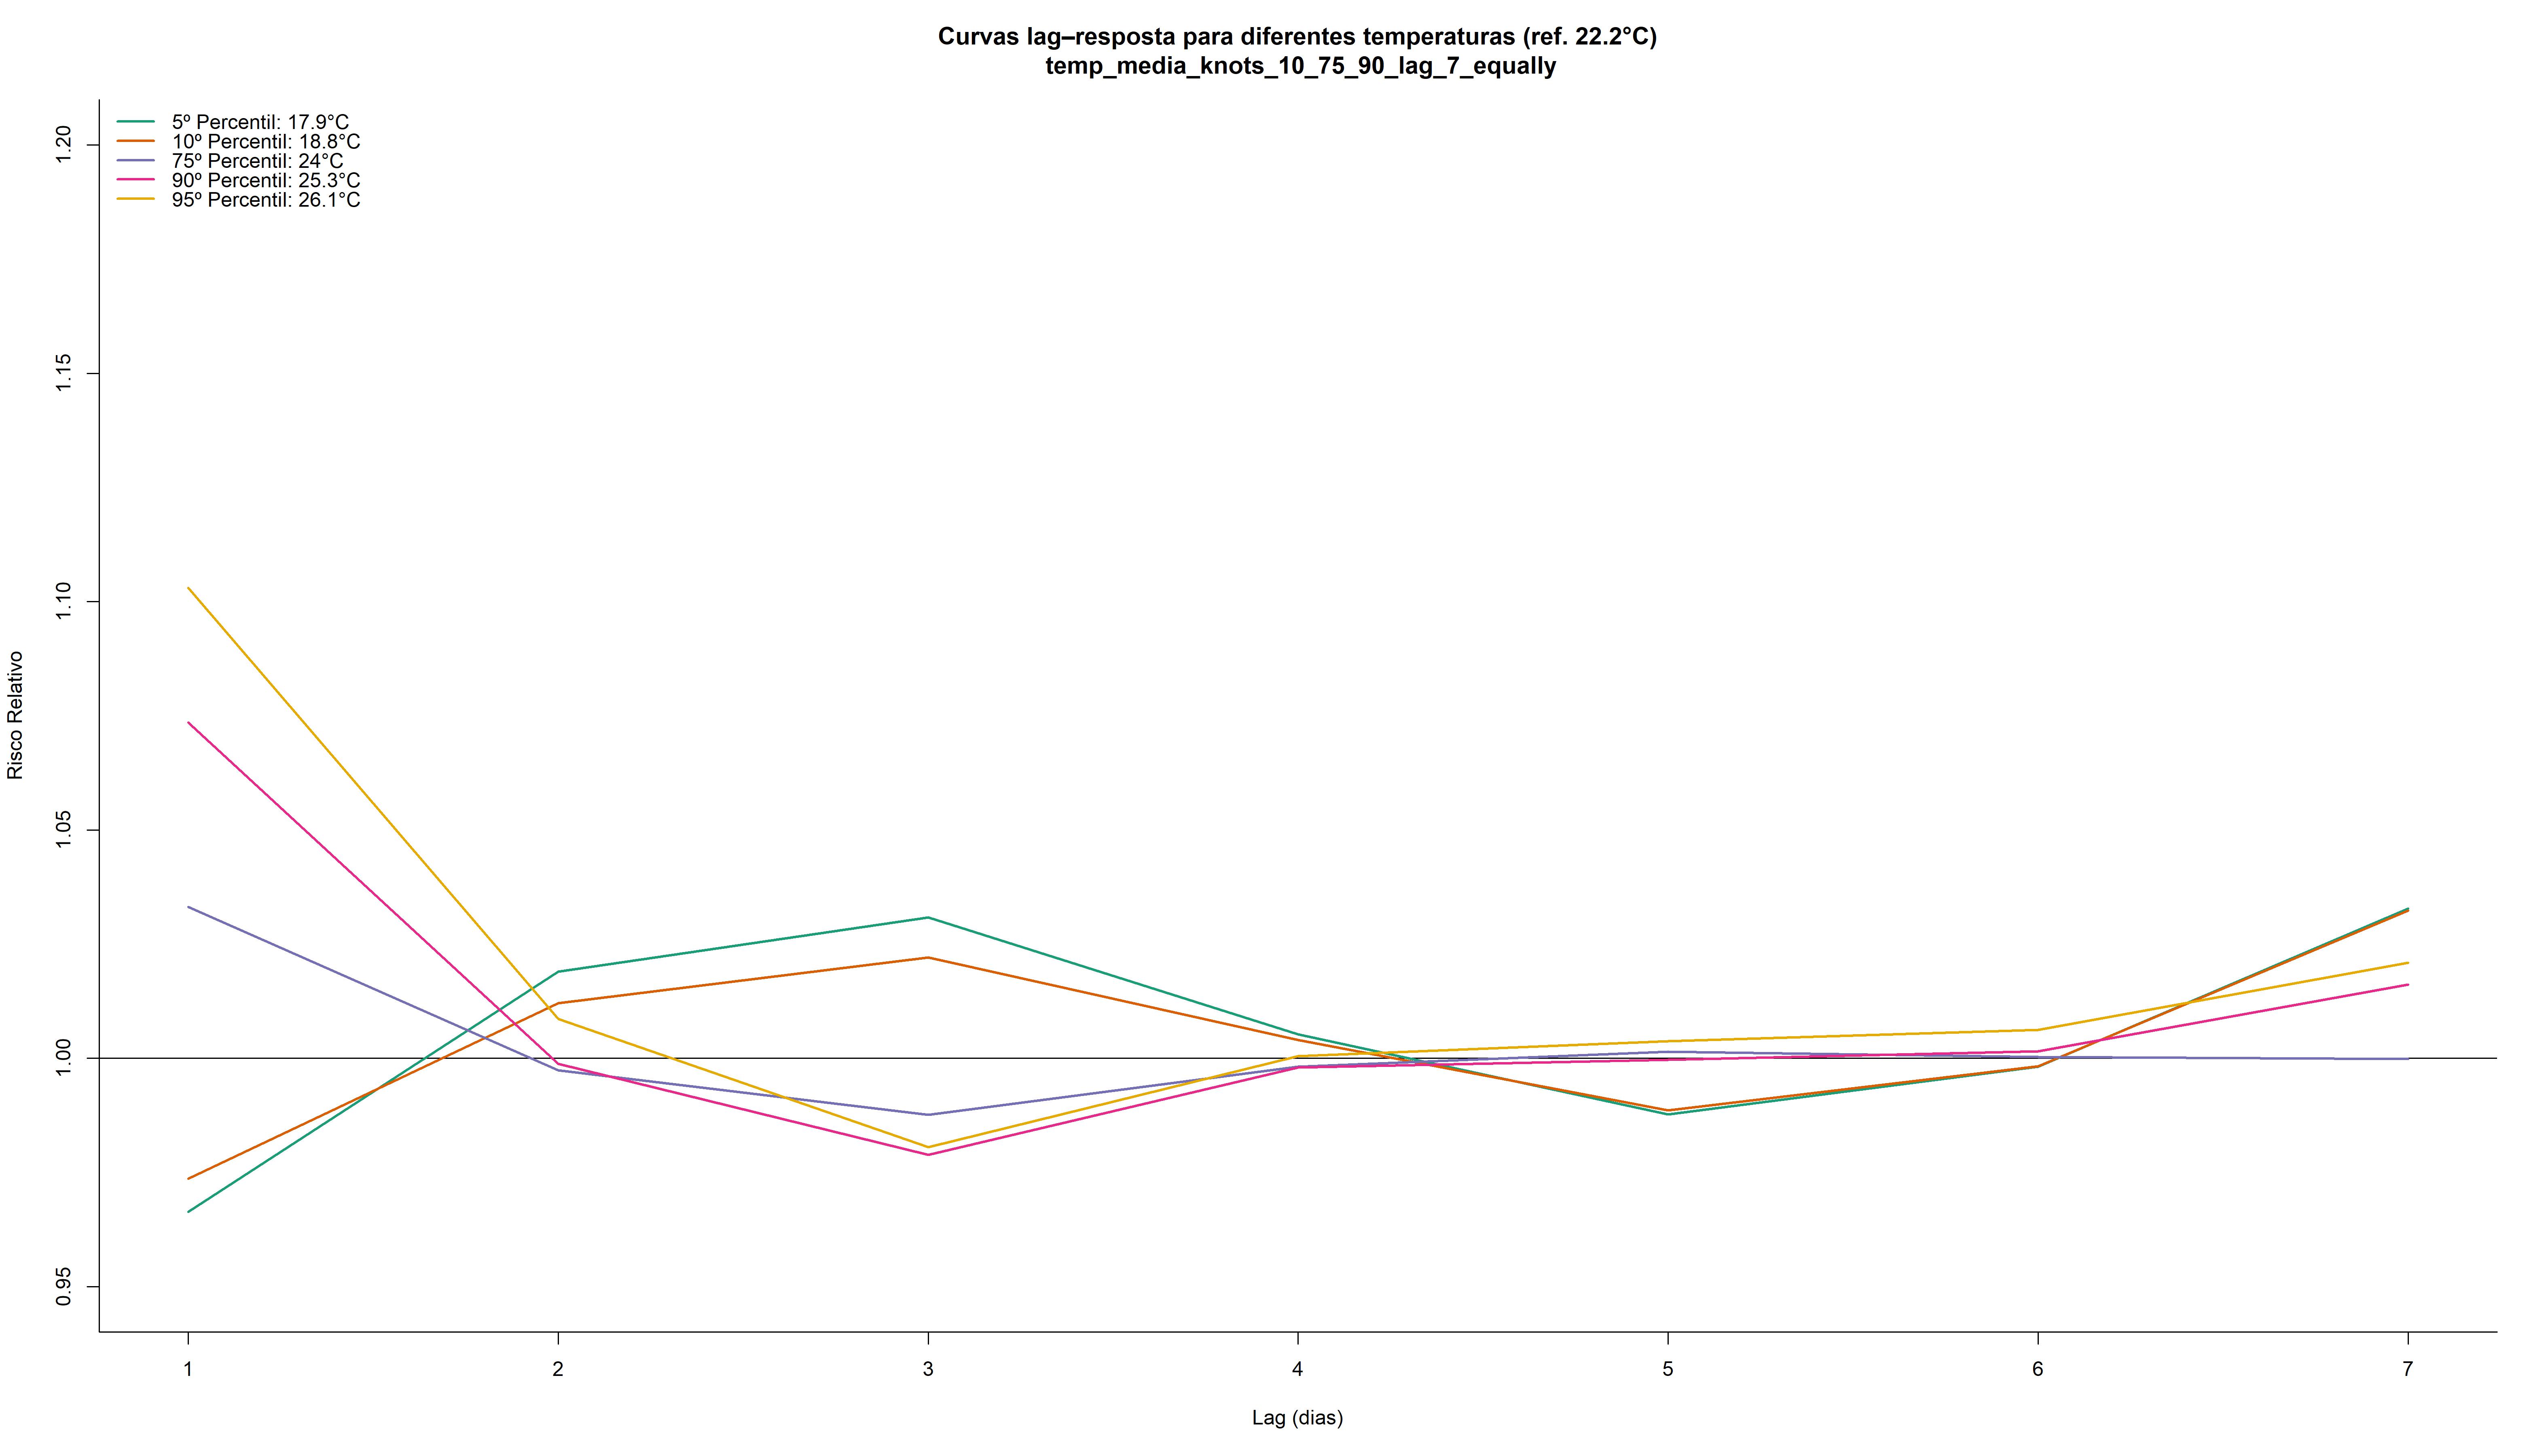 Curvas lag–resposta para diferentes temperaturas (ref. 22.2°C)
temp_media_knots_10_75_90_lag_7_equally
5º Percentil: 17.9°C
10º Percentil: 18.8°C
75º Percentil: 24°C
90º Percentil: 25.3°C
95º Percentil: 26.1°C
1.20
1.15
1.10
1.05
1.00
0.95
Risco Relativo
1 2 3 4 5 6 7
Lag (dias)